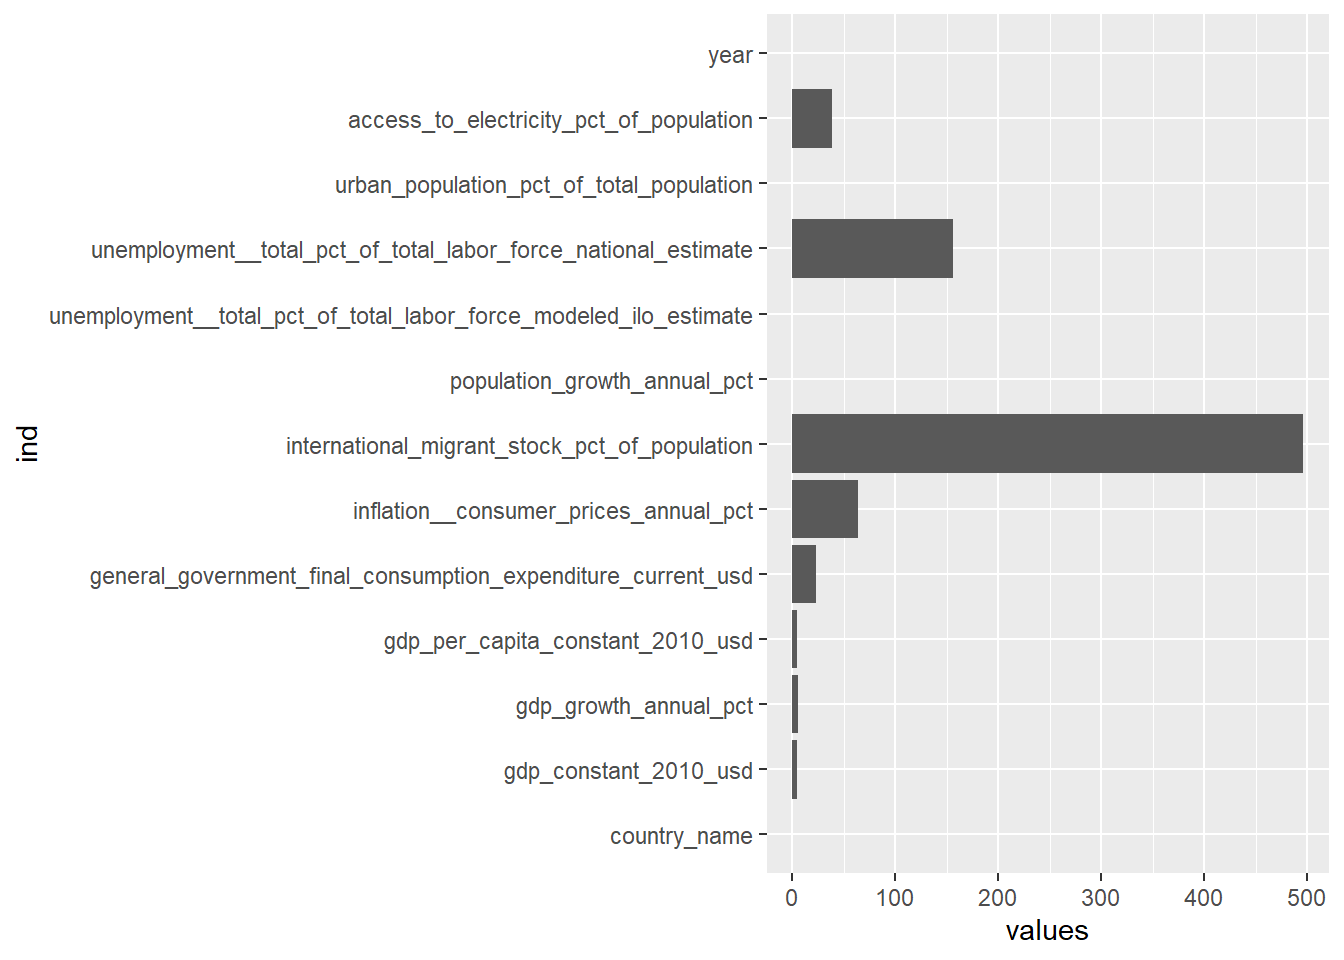 year
access_to_electricity_pct_of_population
urban_population_pct_of_total_population
unemployment__total_pct_of_total_labor_force_national_estimate
unemployment__total_pct_of_total_labor_force_modeled_ilo_estimate
population_growth_annual_pct
international_migrant_stock_pct_of_population
inflation__consumer_prices_annual_pct
general_government_final_consumption_expenditure_current_usd
gdp_per_capita_constant_2010_usd
gdp_growth_annual_pct
gdp_constant_2010_usd
country_name
ind
0 100 200 300 400 500
values